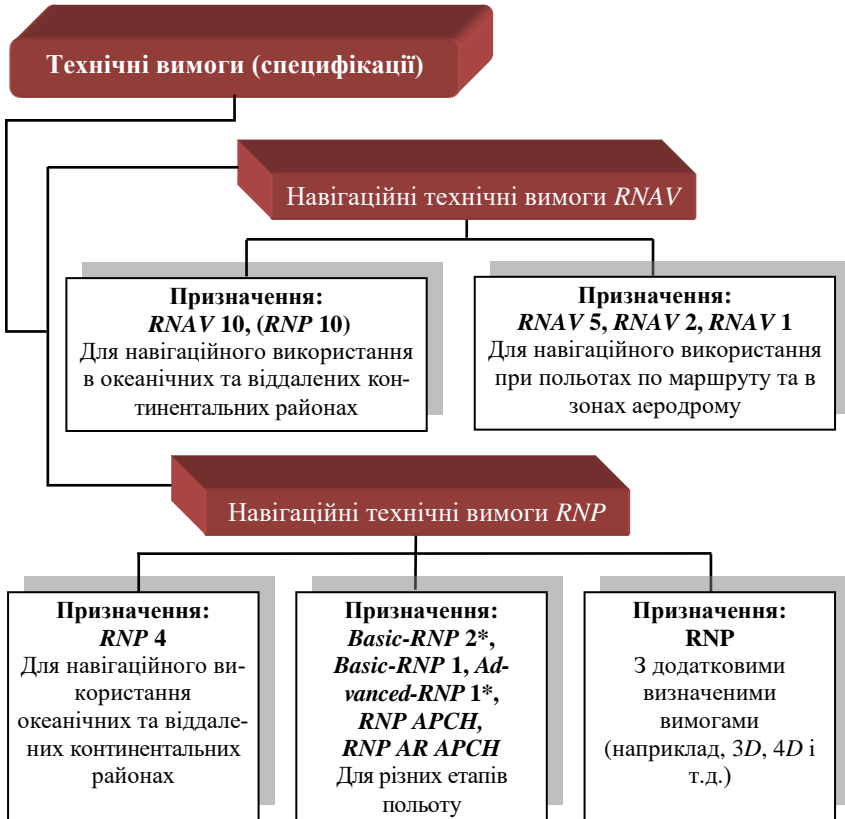 Технічні вимоги (специфікації)
Навігаційні технічні вимоги RNAV
Призначення:
RNAV 10, (RNP 10)
Для навігаційного використання
в океанічних та віддалених кон-
тинентальних районах
Призначення:
RNAV 5, RNAV 2, RNAV 1
Для навігаційного використання
при польотах по маршруту та в
зонах аеродрому
Навігаційні технічні вимоги RNP
Призначення:
RNP 4
Для навігаційного ви-
користання
океанічних та віддале-
них континентальних
районах
Призначення:
Basic-RNP 2*,
Basic-RNP 1, Ad-
vanced-RNP 1*,
RNP APCH,
RNP AR APCH
Для різних етапів
польоту
Призначення:
RNP
З додатковими
визначеними
вимогами
(наприклад, 3D, 4D і
т.д.)